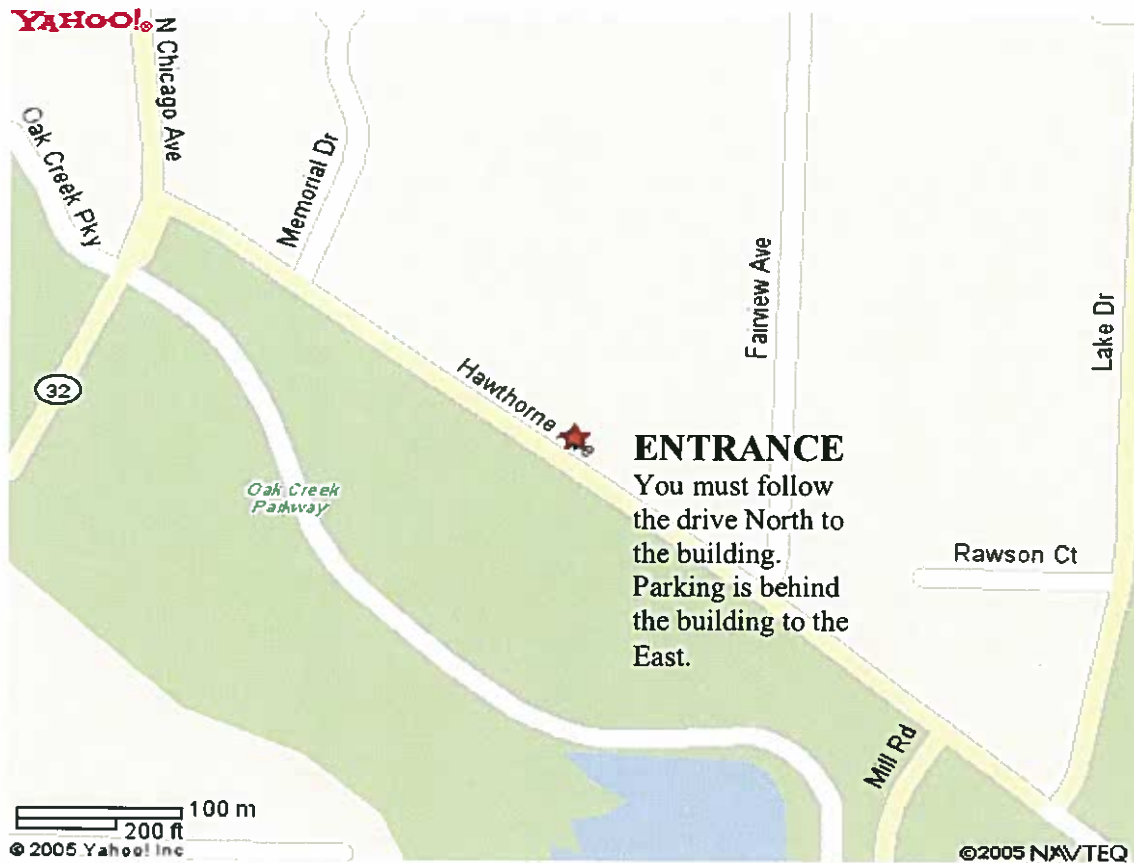 YAHOO!®
N Chicago Ave
Oak Creek Pky
Memorial Dr
Fairview Ave
Lake Dr
32
Hawthorne Ave
ENTRANCE
You must follow
the drive North to
the building.
Parking is behind
the building to the
East.
Oak Creek
Parkway
Rawson Ct
Mill Rd
100 m
200 ft
© 2005 Yahoo! Inc
©2005 NAVTEQ